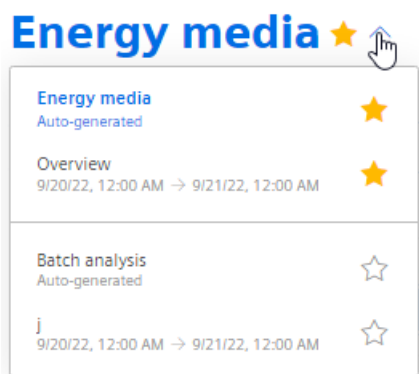 Energy media
Energy media
Auto-generated
Overview
9/20/22, 12:00 AM → 9/21/22, 12:00 AM
Batch analysis
Auto-generated
j
9/20/22, 12:00 AM → 9/21/22, 12:00 AM